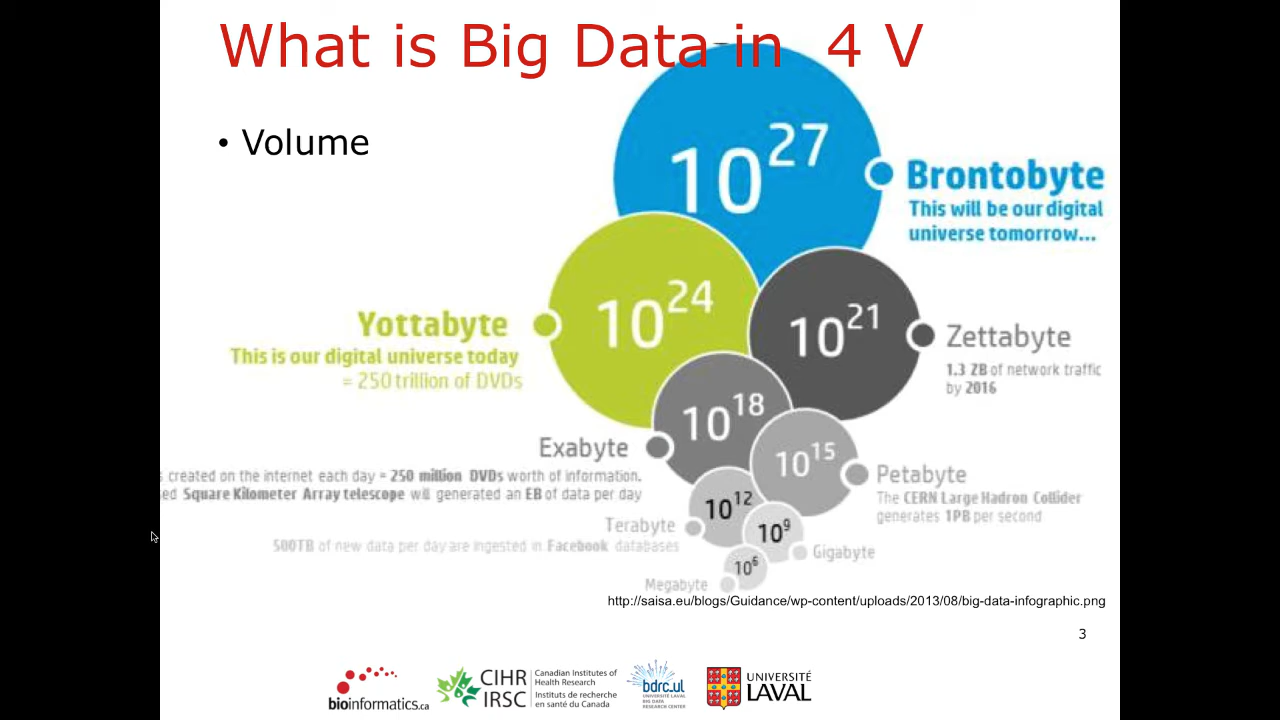 What is Big Data in 4 V
• Volume
10^27
Brontobyte
This will be our digital
universe tomorrow...
10^24
Yottabyte
This is our digital universe today
= 250 trillion of DVDs
10^21
Zettabyte
1.3 ZB of network traffic
by 2016
10^18
Exabyte
created on the internet each day = 250 million DVDs worth of information.
Square Kilometer Array telescope will generated an EB of data per day
10^15
Petabyte
The CERN Large Hadron Collider
generates 1PB per second
10^12
Terabyte
500TB of new data per day are ingested in Facebook databases
10^9
Gigabyte
10^6
Megabyte
http://saisa.eu/blogs/Guidance/wp-content/uploads/2013/08/big-data-infographic.png
3
bioinformatics.ca
CIHR
IRSC
Canadian Institutes of
Health Research
Instituts de recherche
en santé du Canada
bdrc_ul
UNIVERSITÉ LAVAL
BIG DATA
RESEARCH CENTER
UNIVERSITÉ
LAVAL